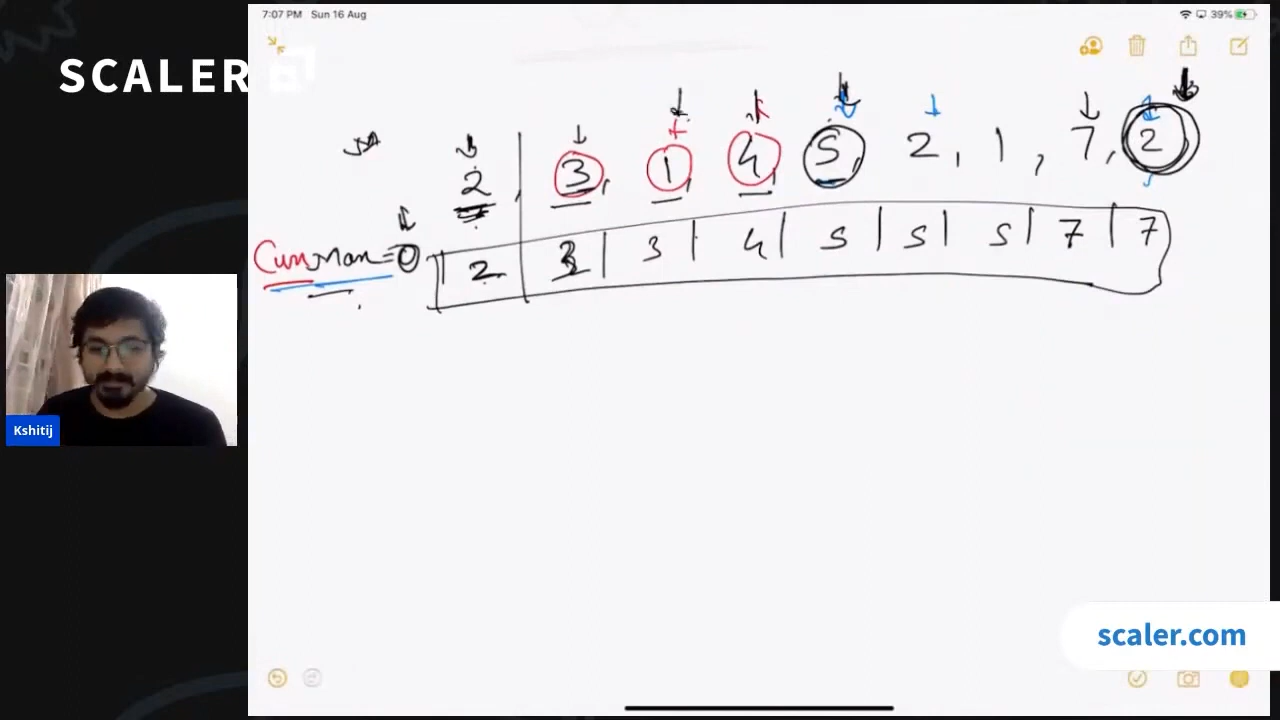 7:07 PM Sun 16 Aug
39%
SCALER
2, 3, 1, 4, 5, 2, 1, 7, 2
CumMax=0 | 2 | 3 | 3 | 4 | 5 | 5 | 5 | 7 | 7
Kshitij
scaler.com